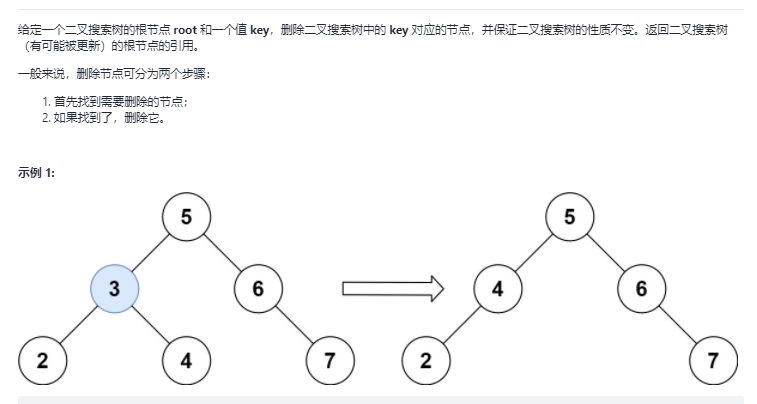 给定一个二叉搜索树的根节点 root 和一个值 key，删除二叉搜索树中的 key 对应的节点，并保证二叉搜索树的性质不变。返回二叉搜索树
（有可能被更新）的根节点的引用。
一般来说，删除节点可分为两个步骤：
1. 首先找到需要删除的节点；
2. 如果找到了，删除它。
示例 1:
5 5
3 6 4 6
2 4 7 2 7